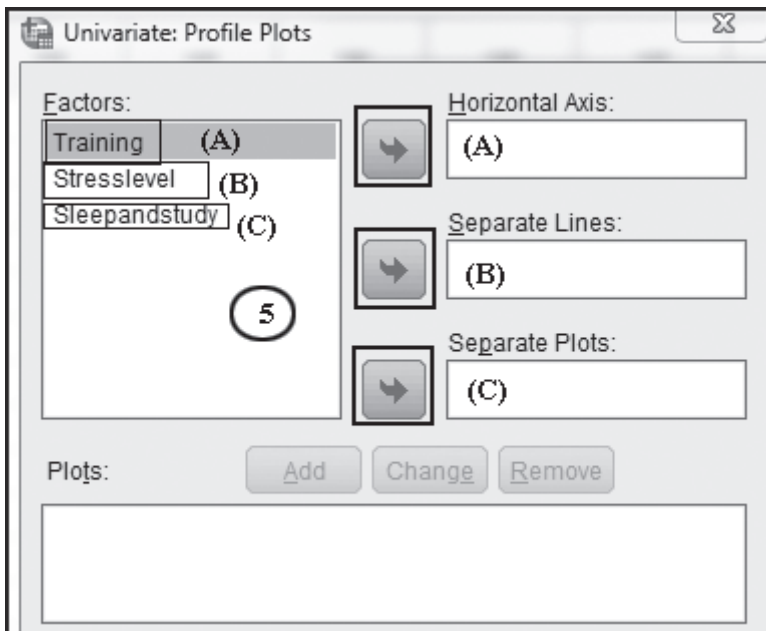 Univariate: Profile Plots
Factors:
Training (A)
Stresslevel (B)
Sleepandstudy (C)
5
Horizontal Axis:
(A)
Separate Lines:
(B)
Separate Plots:
(C)
Plots:
Add Change Remove